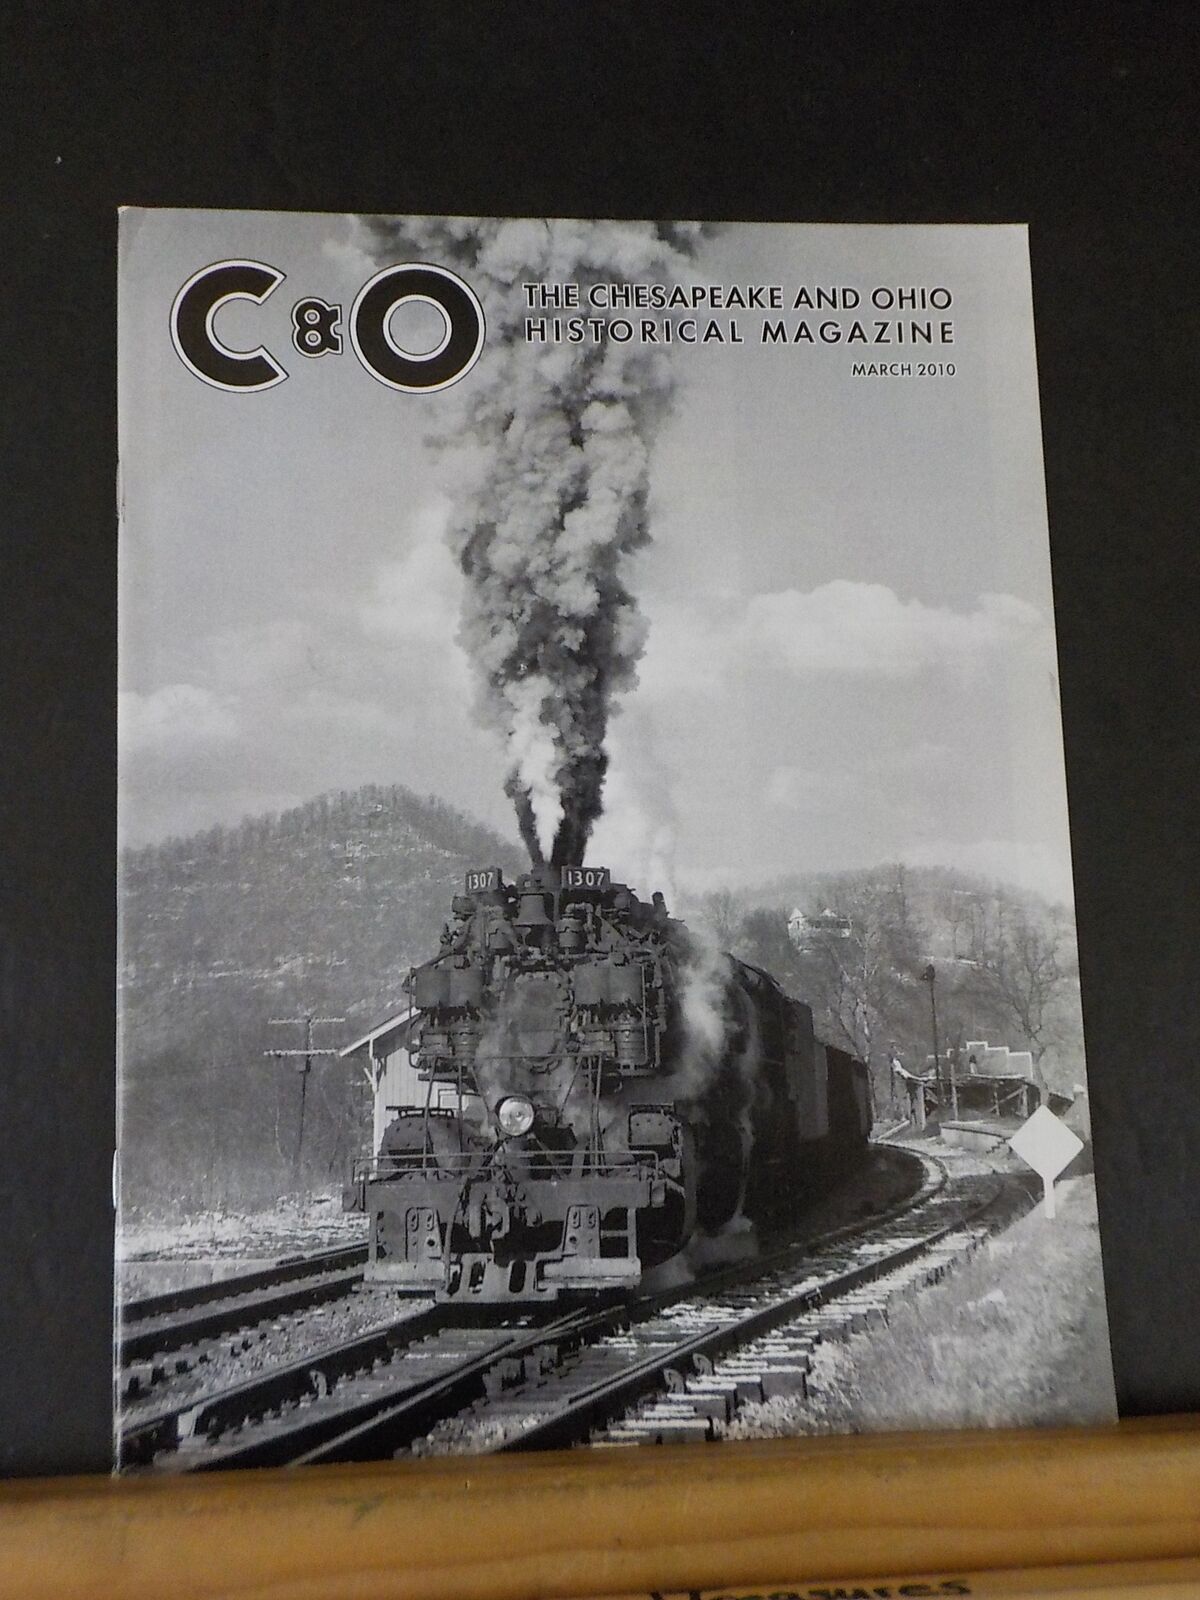 C&O
THE CHESAPEAKE AND OHIO
HISTORICAL MAGAZINE
MARCH 2010
1307
1307